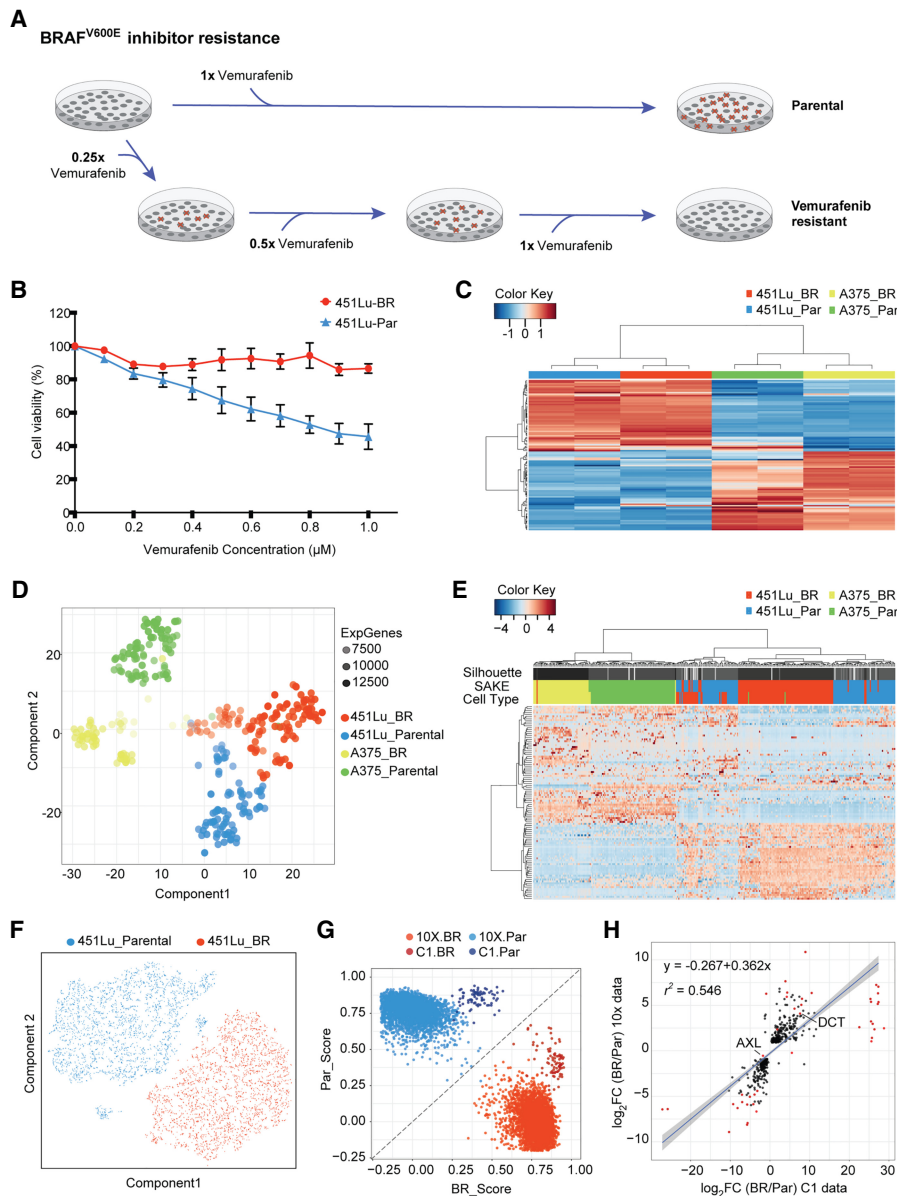 A
BRAFV600E inhibitor resistance
1x Vemurafenib
Parental
0.25x
Vemurafenib
0.5x Vemurafenib
1x Vemurafenib
Vemurafenib
resistant
B
451Lu-BR
451Lu-Par
120
100
80
60
40
20
0
Cell viability (%)
0.0 0.2 0.4 0.6 0.8 1.0
Vemurafenib Concentration (µM)
C
Color Key
-1 0 1
451Lu_BR A375_BR
451Lu_Par A375_Par
D
20
0
-20
Component 2
-30 -20 -10 0 10 20
Component1
ExpGenes
7500
10000
12500
451Lu_BR
451Lu_Parental
A375_BR
A375_Parental
E
Color Key
-4 0 2 4
451Lu_BR A375_BR
451Lu_Par A375_Par
Silhouette
SAKE
Cell Type
F
451Lu_Parental 451Lu_BR
Component 2
Component1
G
10X.BR 10X.Par
C1.BR C1.Par
1.00
0.75
0.50
0.25
0.00
-0.25
Par_Score
-0.25 0.00 0.25 0.50 0.75 1.00
BR_Score
H
y = -0.267+0.362x
r2 = 0.546
DCT
AXL
10
5
0
-5
-10
log2FC (BR/Par) 10x data
-20 -10 0 10 20 30
log2FC (BR/Par) C1 data